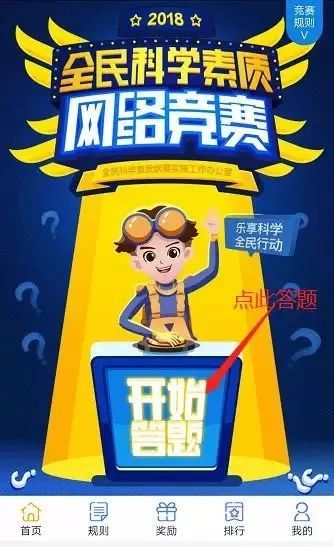 竞赛
规则
2018
全民科学素质
网络竞赛
全民科学素质纲要实施工作办公室
乐享科学
全民行动
点此答题
开始
答题
首页
规则
奖励
排行
我的